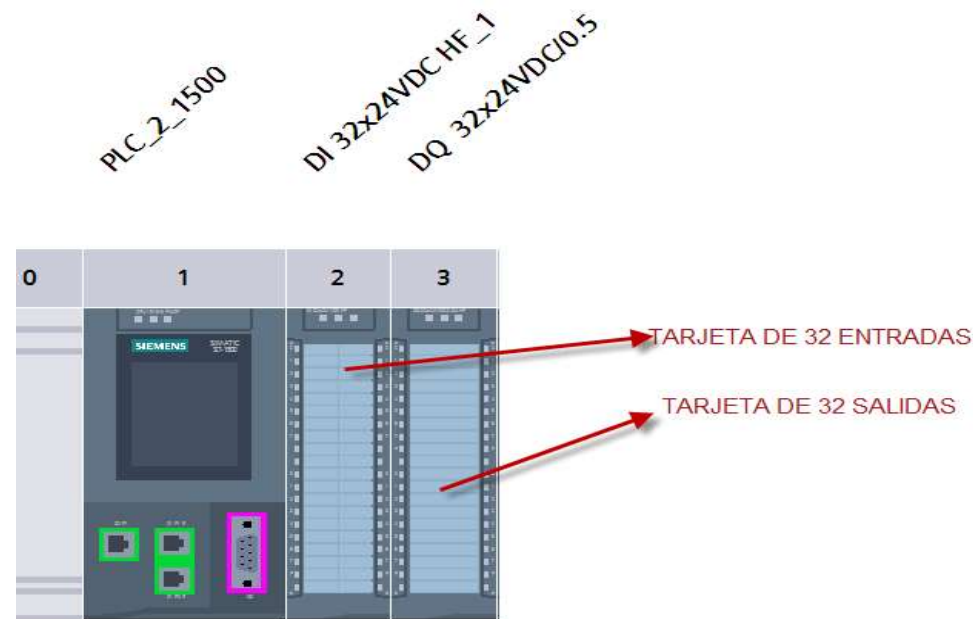 PLC_2_1500
DI 32x24VDC HF_1
DQ 32x24VDC/0.5
0
1
2
3
SIEMENS
SIMATIC
S7-1500
TARJETA DE 32 ENTRADAS
TARJETA DE 32 SALIDAS